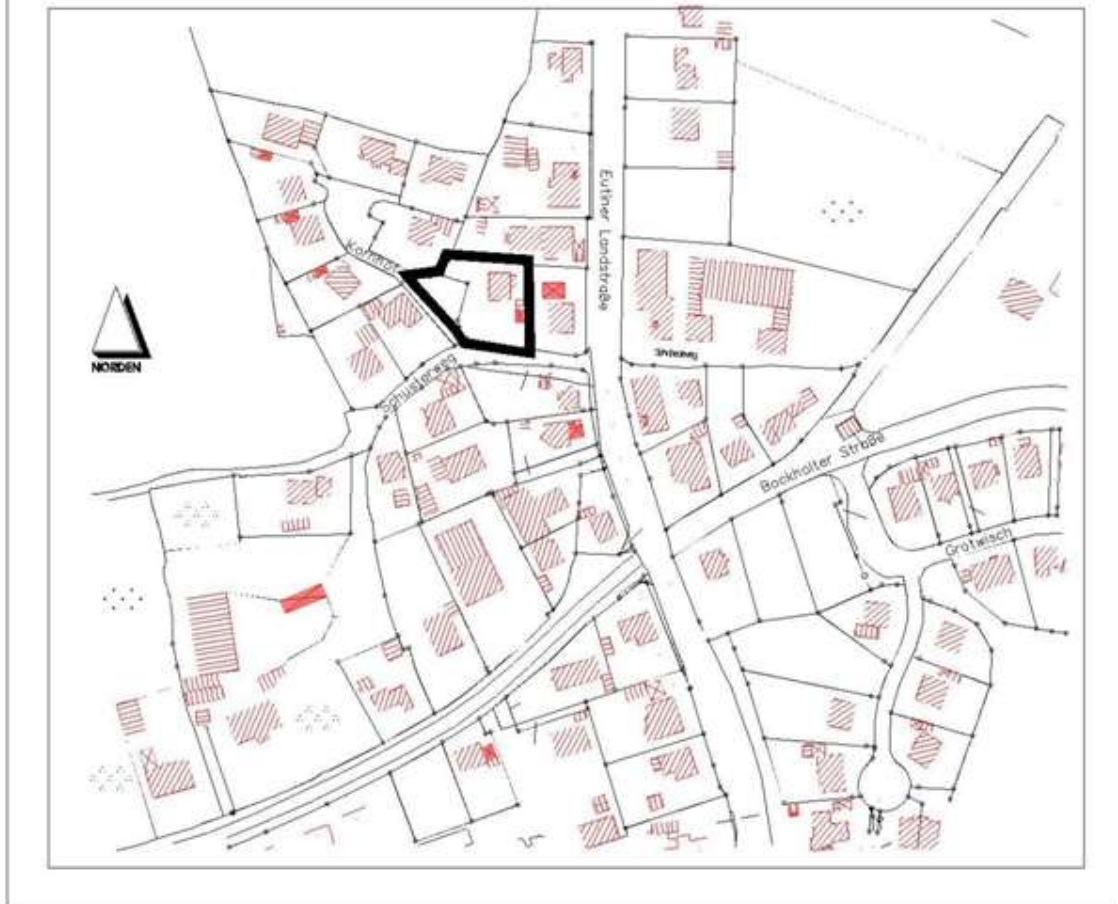 Eutiner Landstraße
NORDEN
Schusterweg
Bockholter Straße
Grotwisch